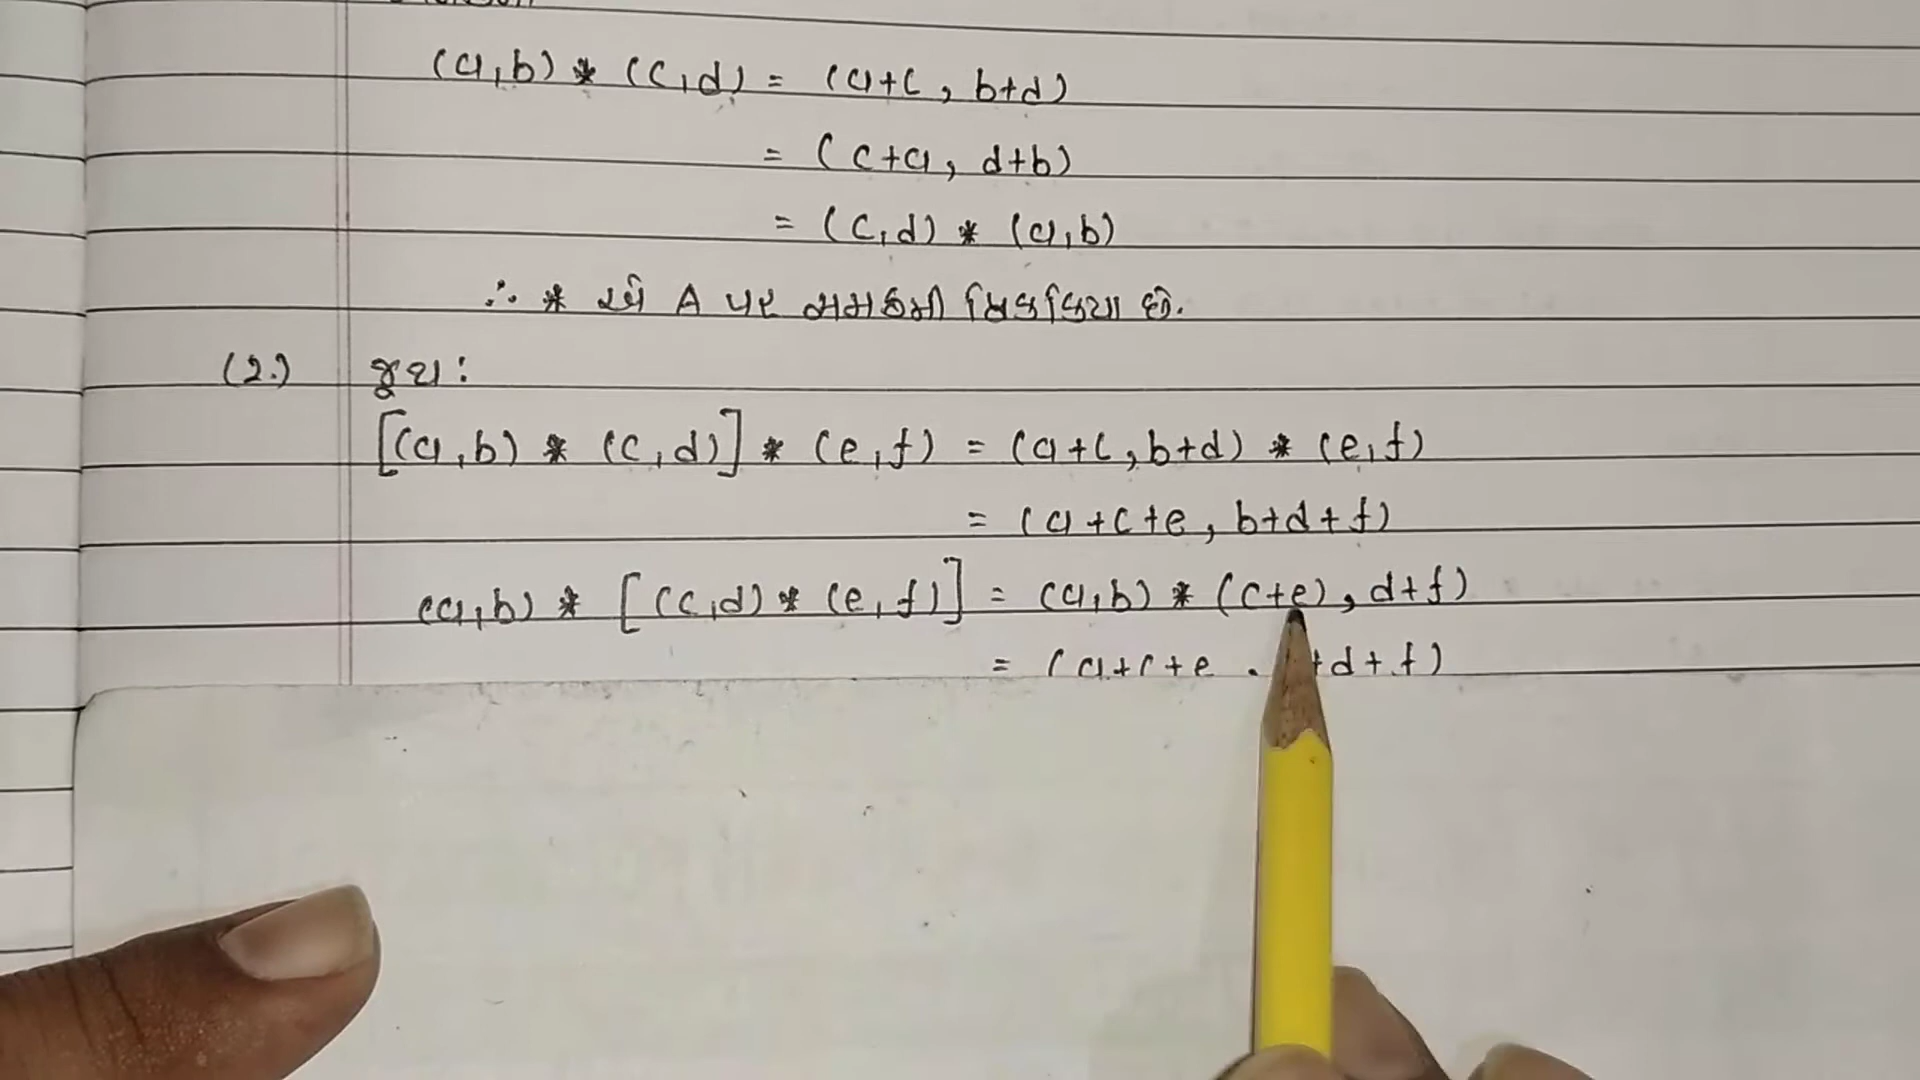 (a,b) * (c,d) = (a+c, b+d)
= (c+a, d+b)
= (c,d) * (a,b)
∴ * એ A પર સમક્રમી દ્વિક્ક્રિયા છે.
(2.) જૂથ:
[(a,b) * (c,d)] * (e,f) = (a+c, b+d) * (e,f)
= (a+c+e, b+d+f)
(a,b) * [(c,d) * (e,f)] = (a,b) * (c+e), d+f)
= (a+c+e, +d+f)